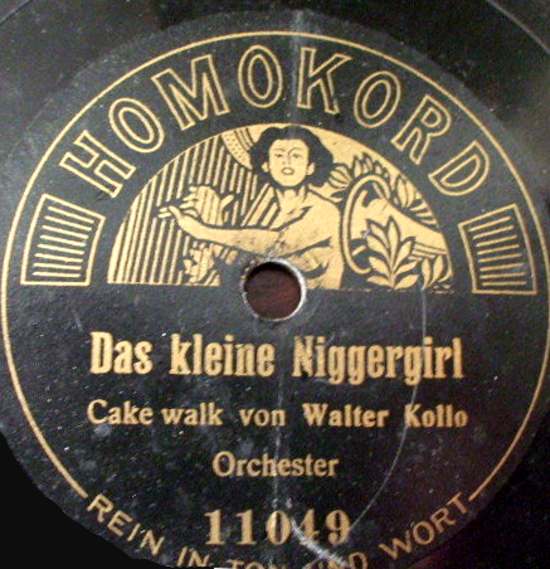 HOMOKORD
Das kleine Niggergirl
Cake walk von Walter Kollo
Orchester
11049
REIN IN TON UND WORT